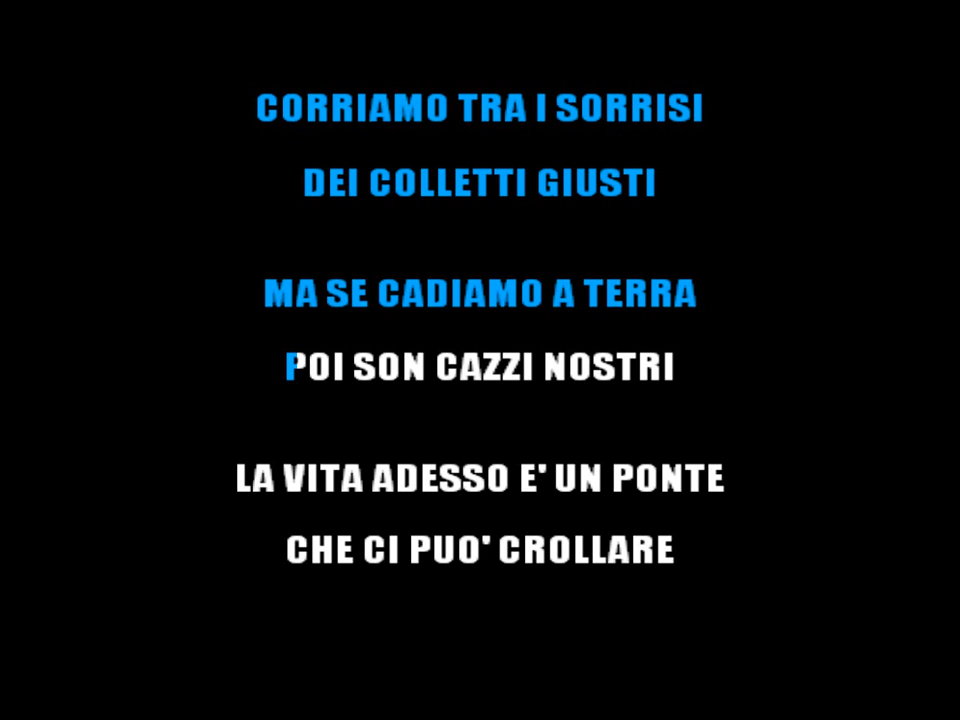 CORRIAMO TRA I SORRISI
DEI COLLETTI GIUSTI
MA SE CADIAMO A TERRA
POI SON CAZZI NOSTRI
LA VITA ADESSO E' UN PONTE
CHE CI PUO' CROLLARE